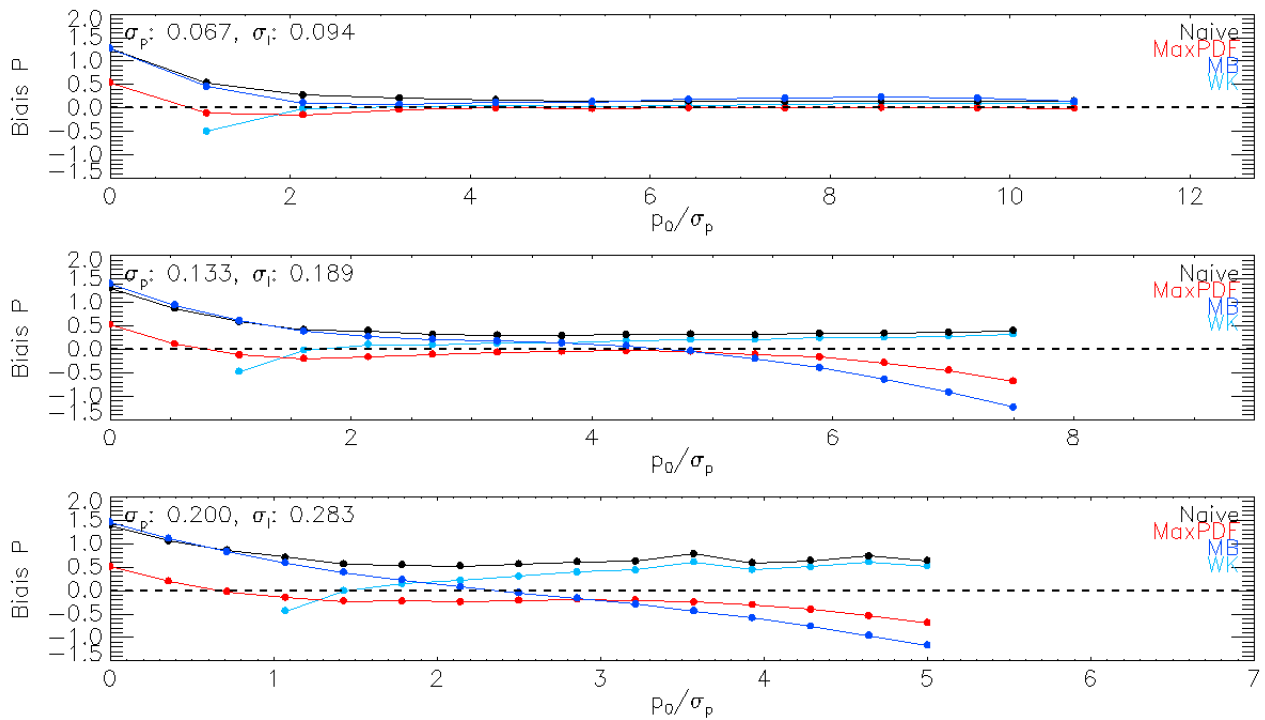 σp: 0.067, σI: 0.094
Naive
MaxPDF
MB
WK
Biais P
2.0
1.5
1.0
0.5
0.0
−0.5
−1.0
−1.5
0 2 4 6 8 10 12
p0/σp
σp: 0.133, σI: 0.189
Naive
MaxPDF
MB
WK
Biais P
2.0
1.5
1.0
0.5
0.0
−0.5
−1.0
−1.5
0 2 4 6 8
p0/σp
σp: 0.200, σI: 0.283
Naive
MaxPDF
MB
WK
Biais P
2.0
1.5
1.0
0.5
0.0
−0.5
−1.0
−1.5
0 1 2 3 4 5 6 7
p0/σp